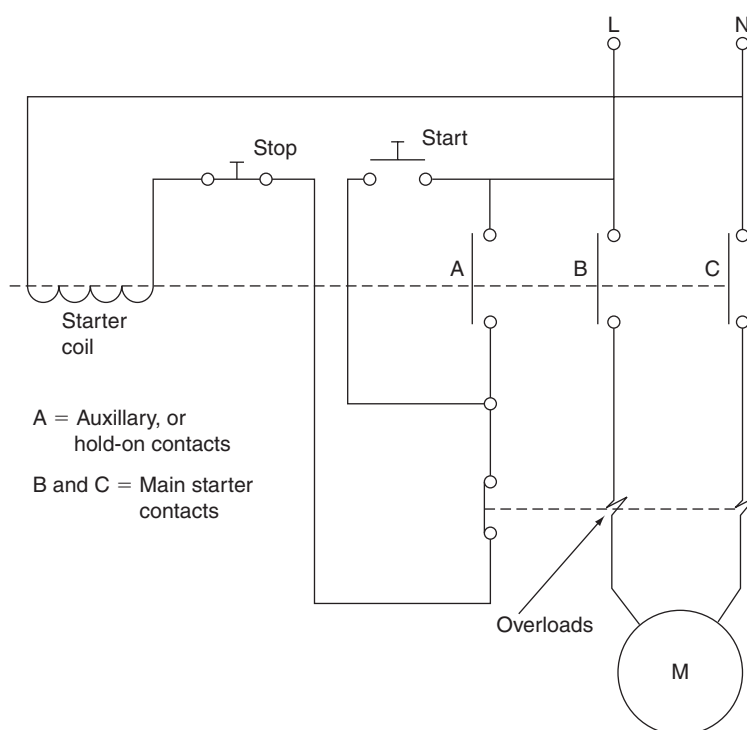 L N
Stop
Start
A B C
Starter
coil
A = Auxillary, or
hold-on contacts
B and C = Main starter
contacts
Overloads
M